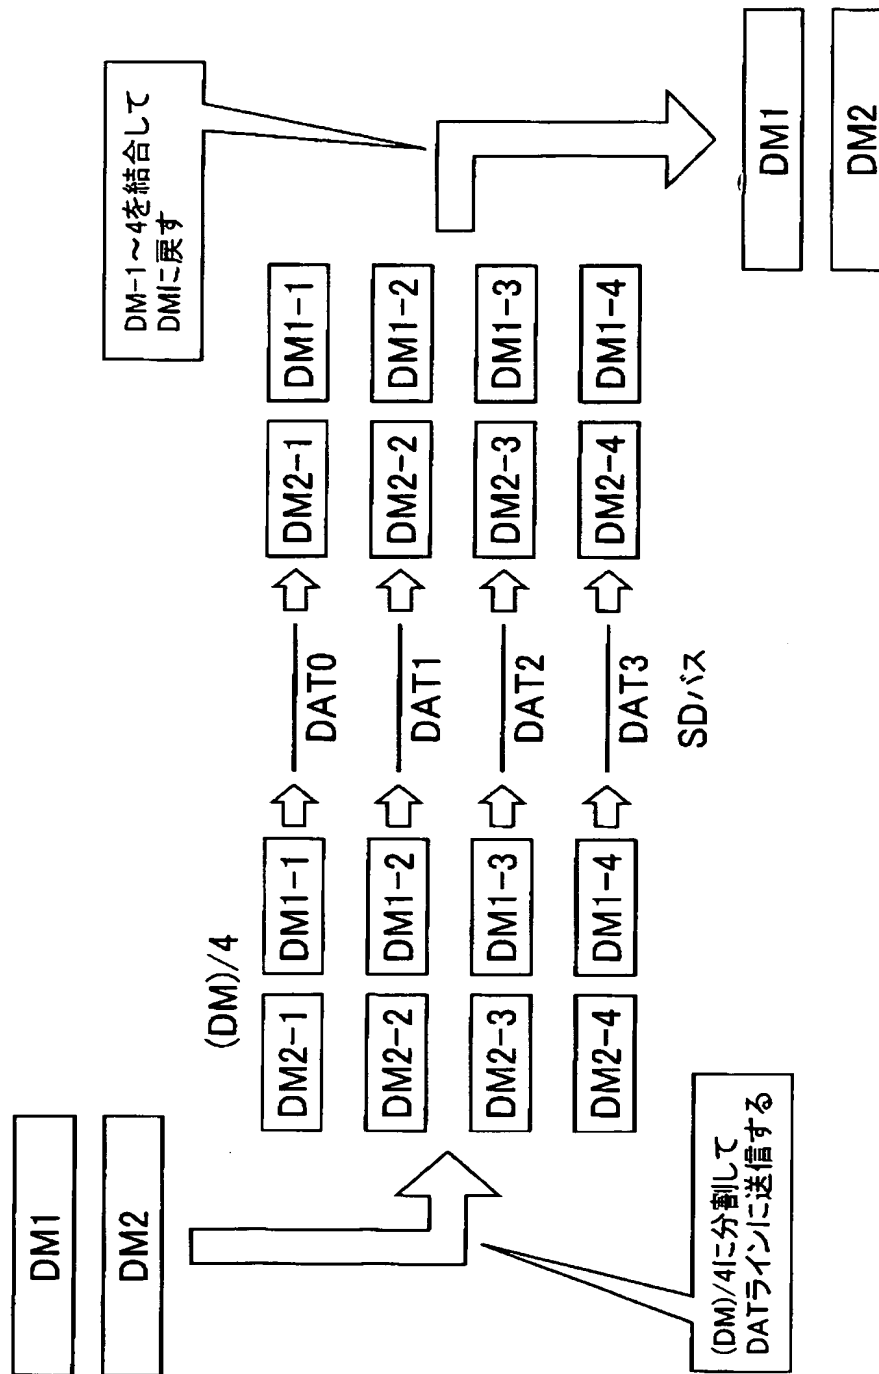 DM1
DM2
(DM)/4に分割して
DATラインに送信する
(DM)/4
DM2-1
DM1-1
DM2-2
DM1-2
DM2-3
DM1-3
DM2-4
DM1-4
DAT0
DAT1
DAT2
DAT3
SDバス
DM2-1
DM1-1
DM2-2
DM1-2
DM2-3
DM1-3
DM2-4
DM1-4
DM-1～4を結合して
DMIに戻す
DM1
DM2